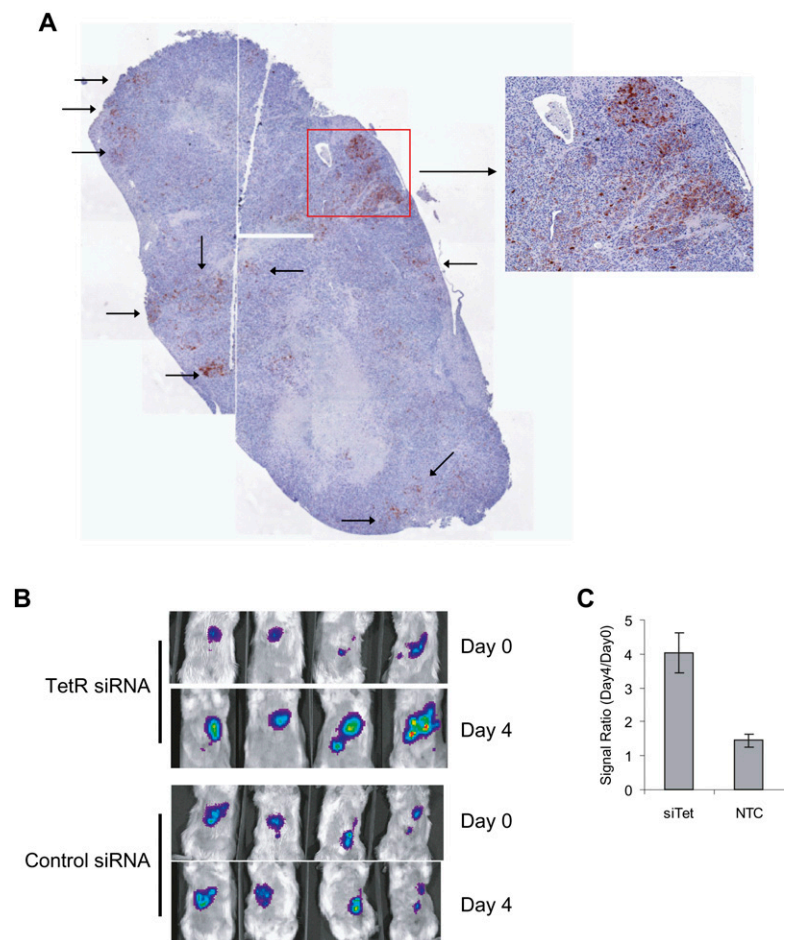 A
B
TetR siRNA
Day 0
Day 4
Control siRNA
Day 0
Day 4
C
Signal Ratio (Day4/Day0)
5
4
3
2
1
0
siTet
NTC